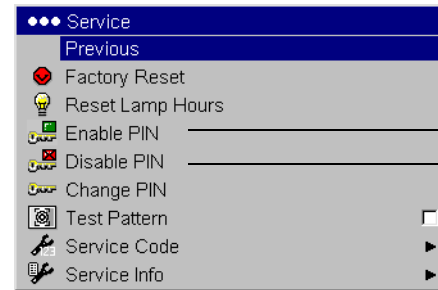 Service
Previous
Factory Reset
Reset Lamp Hours
Enable PIN
Disable PIN
Change PIN
Test Pattern
Service Code
Service Info